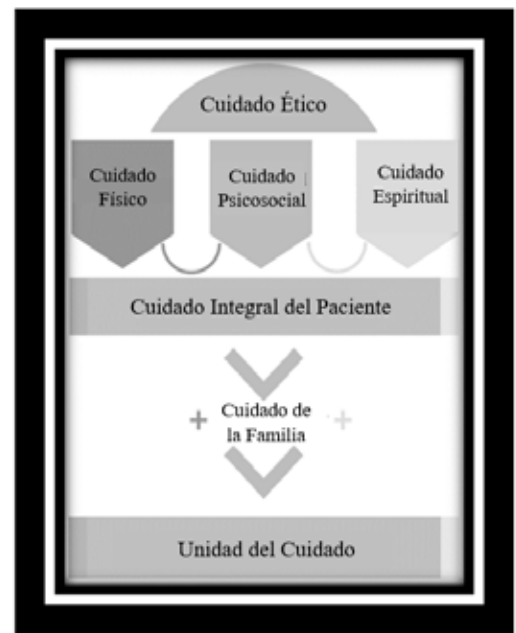 Cuidado Ético
Cuidado
Físico
Cuidado
Psicosocial
Cuidado
Espiritual
Cuidado Integral del Paciente
+ Cuidado de +
la Familia
Unidad del Cuidado